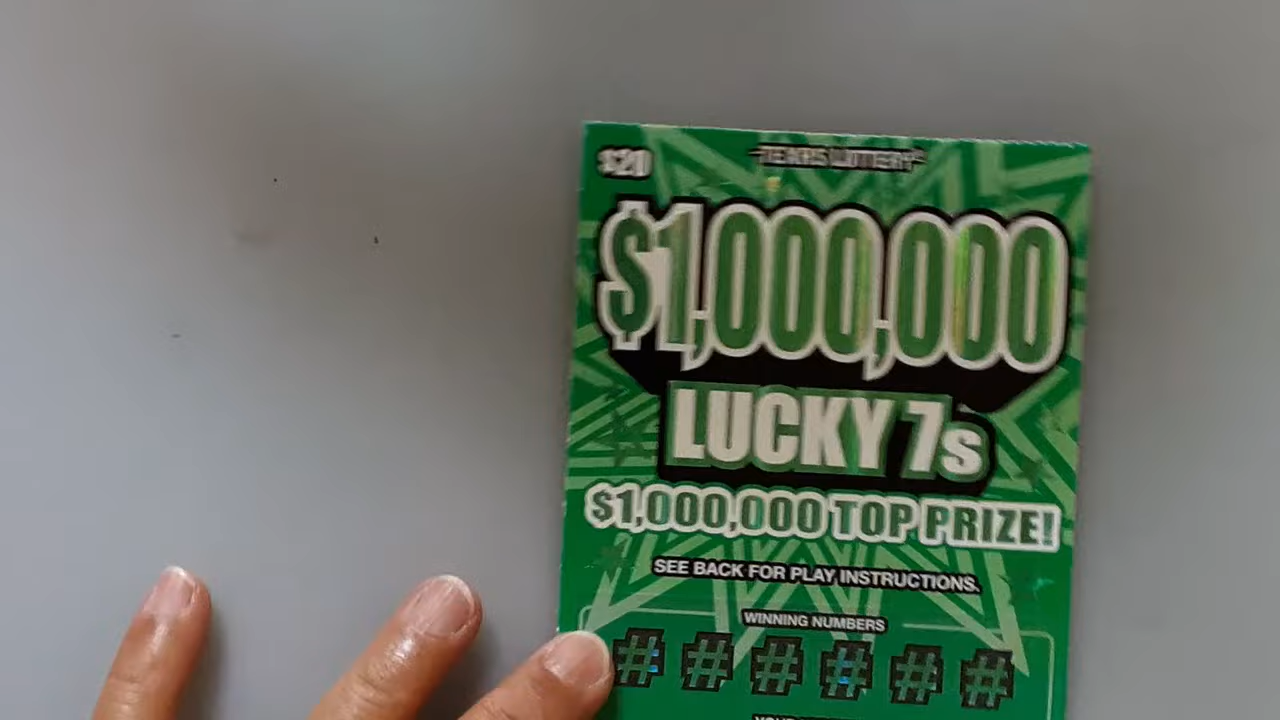 $20
TEXAS LOTTERY®
$1,000,000
LUCKY 7s
$1,000,000 TOP PRIZE!
SEE BACK FOR PLAY INSTRUCTIONS.
WINNING NUMBERS
# # # # # #